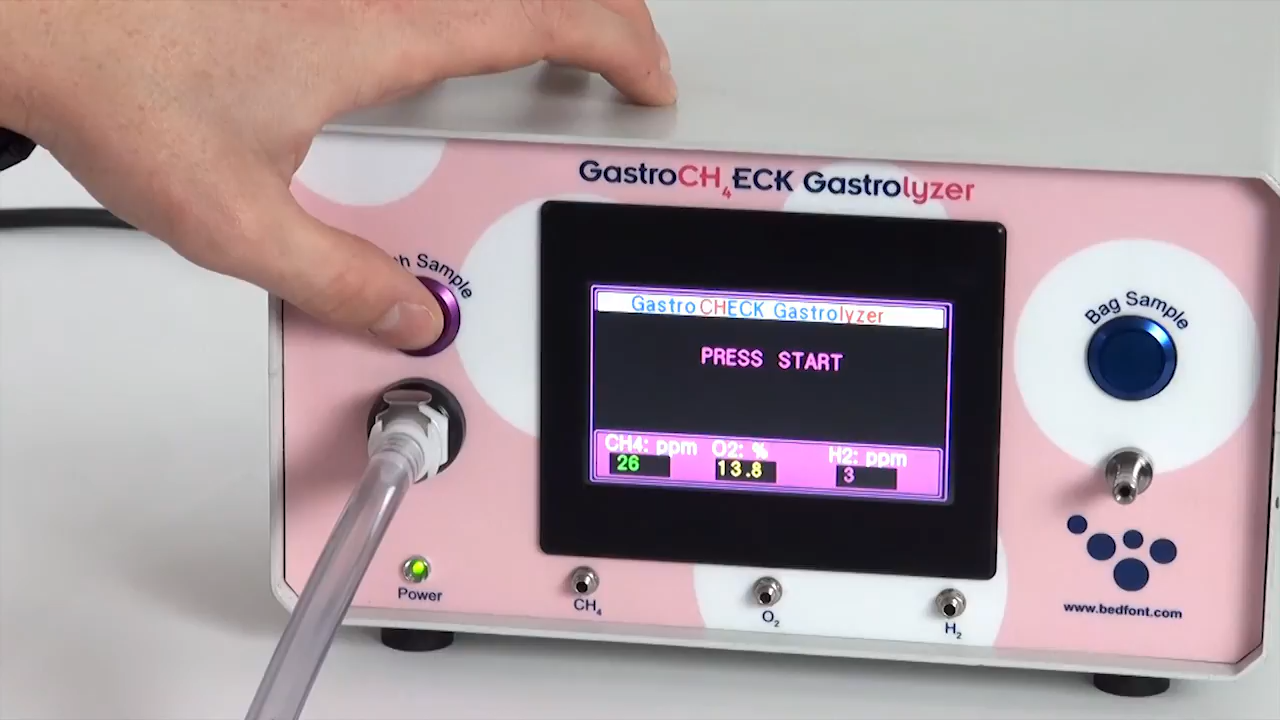 GastroCH₄ECK Gastrolyzer
Sample
Gastro CHECK Gastrolyzer
PRESS START
CH4: ppm O2: % H2: ppm
26 13.8 3
Bag Sample
Power
CH₄
O₂
H₂
www.bedfont.com